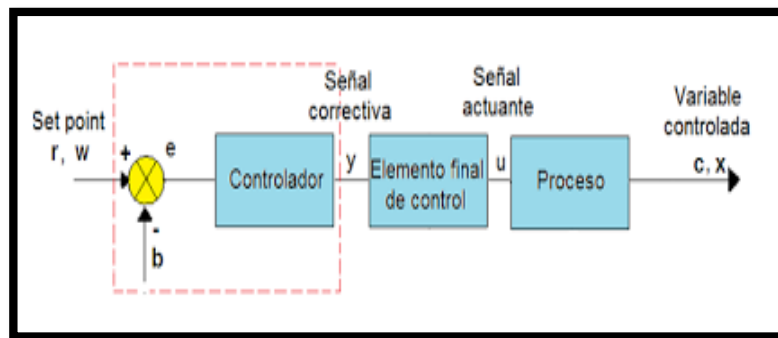 Señal
correctiva
Señal
actuante
Variable
controlada
Set point
r, w
+
e
Controlador
y
Elemento final
de control
u
Proceso
c, x
-
b